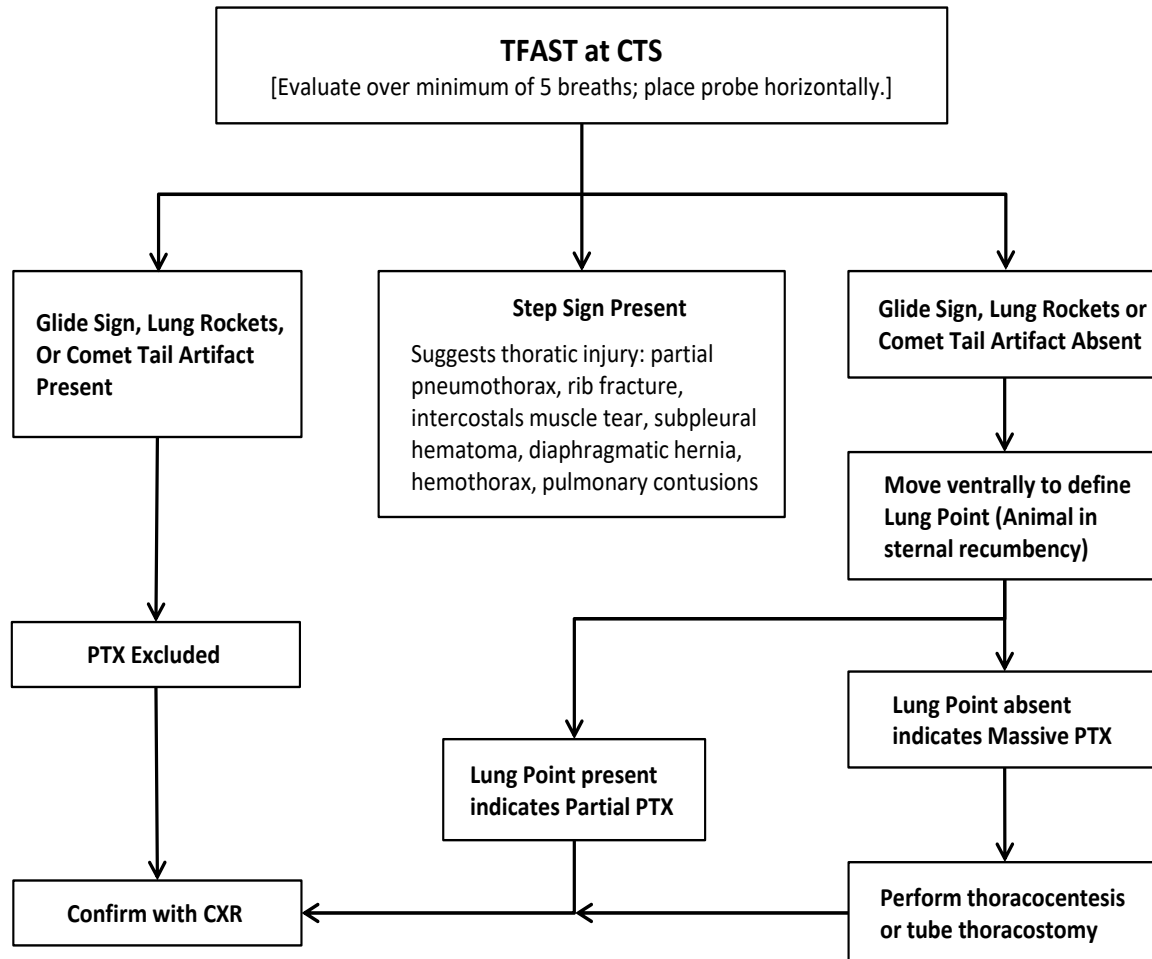 TFAST at CTS
[Evaluate over minimum of 5 breaths; place probe horizontally.]
Glide Sign, Lung Rockets,
Or Comet Tail Artifact
Present
Step Sign Present
Suggests thoratic injury: partial
pneumothorax, rib fracture,
intercostals muscle tear, subpleural
hematoma, diaphragmatic hernia,
hemothorax, pulmonary contusions
Glide Sign, Lung Rockets or
Comet Tail Artifact Absent
Move ventrally to define
Lung Point (Animal in
sternal recumbency)
PTX Excluded
Lung Point absent
indicates Massive PTX
Lung Point present
indicates Partial PTX
Confirm with CXR
Perform thoracocentesis
or tube thoracostomy